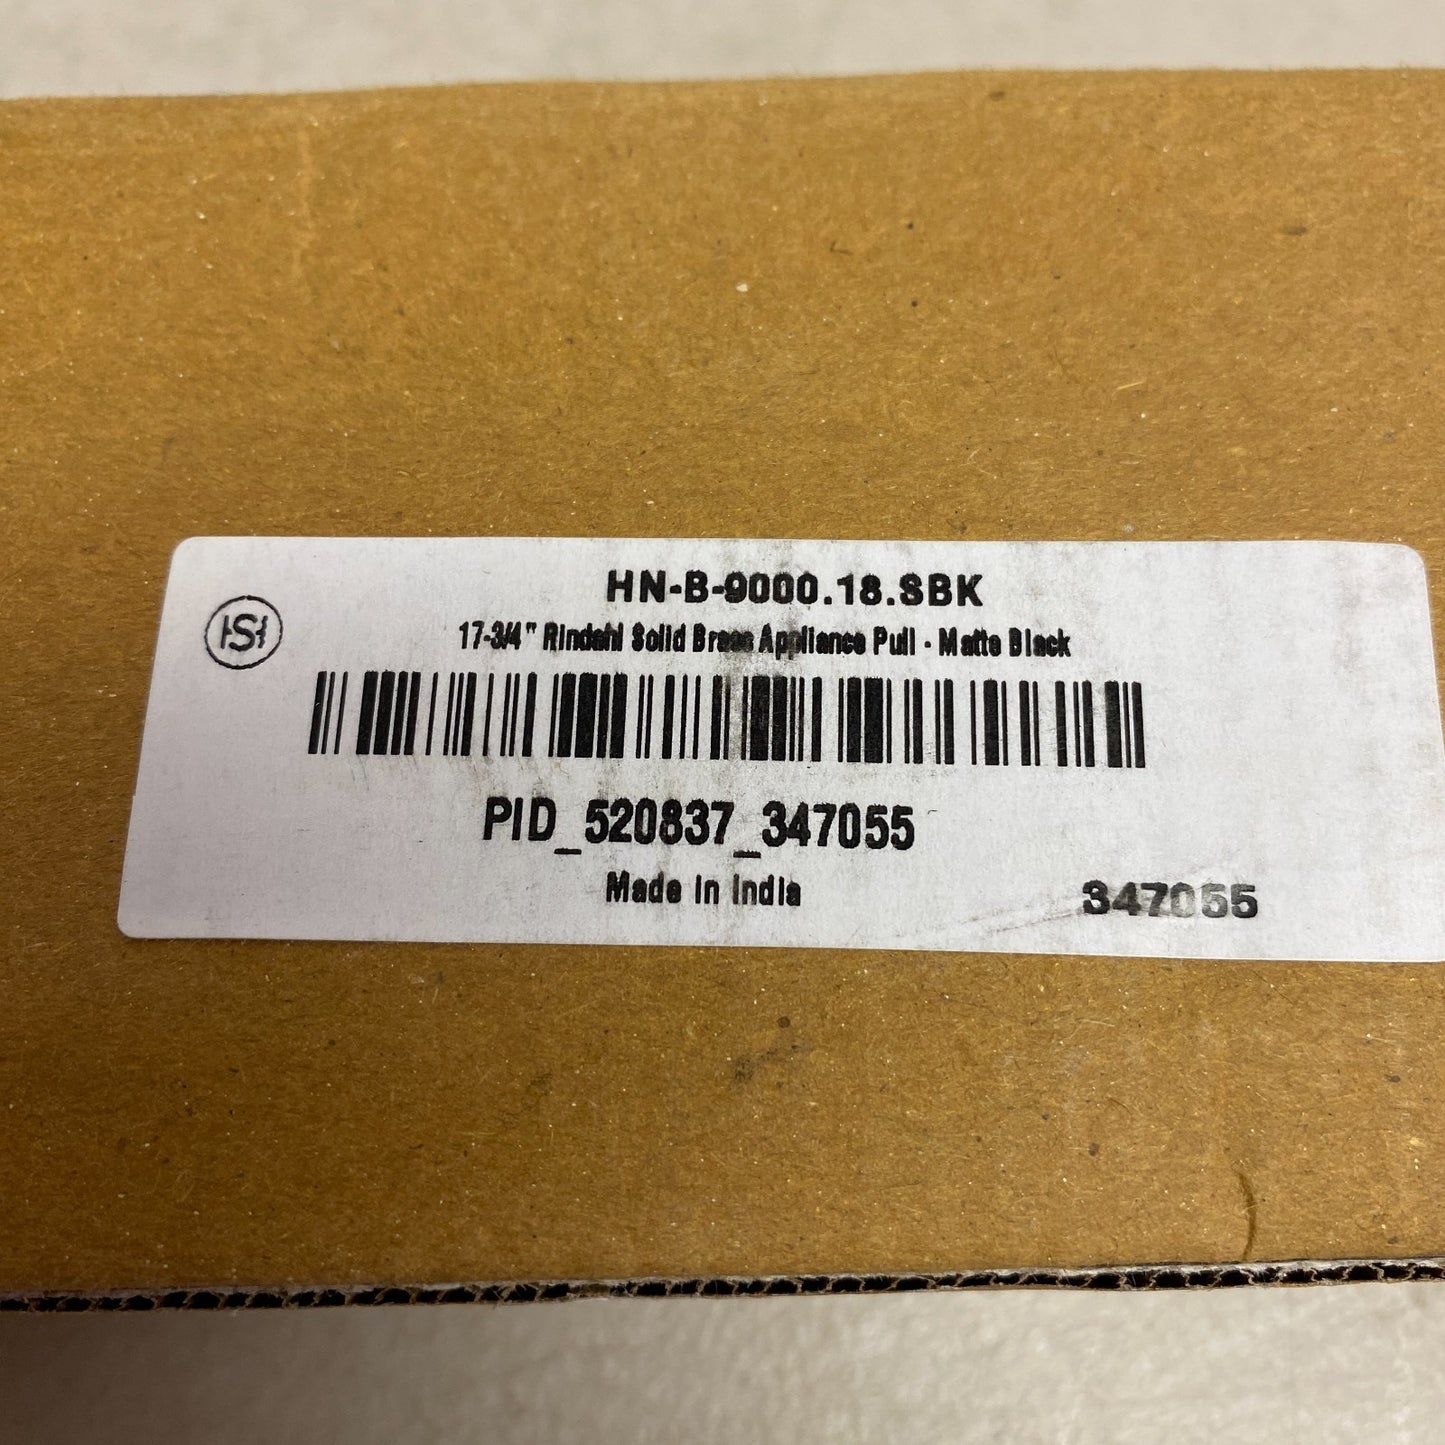 HN-B-9000.18.SBK
HSH
17-3/4" Rindahl Solid Brass Appliance Pull - Matte Black
PID_520837_347055
Made in India
347055